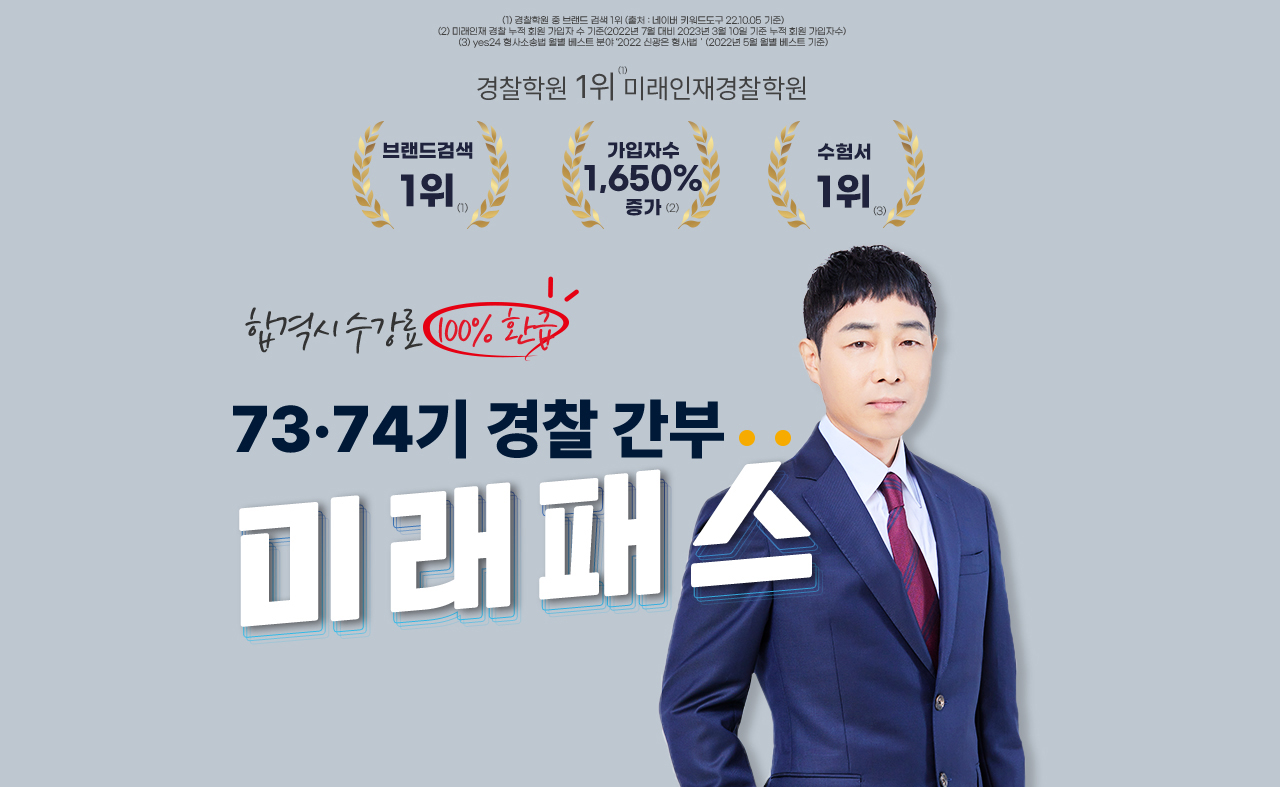 (1) 경찰학원 중 브랜드 검색 1위 (출처 : 네이버 키워드도구 22.10.05 기준)
(2) 미래인재 경찰 누적 회원 가입자 수 기준(2022년 7월 대비 2023년 3월 10일 기준 누적 회원 가입자수)
(3) yes24 형사소송법 월별 베스트 분야 '2022 신광은 형사법 ' (2022년 5월 월별 베스트 기준)
경찰학원 1위 (1) 미래인재경찰학원
브랜드검색
1위 (1)
가입자수
1,650%
증가 (2)
수험서
1위 (3)
합격시 수강료 100% 환급
73·74기 경찰 간부
미래패스